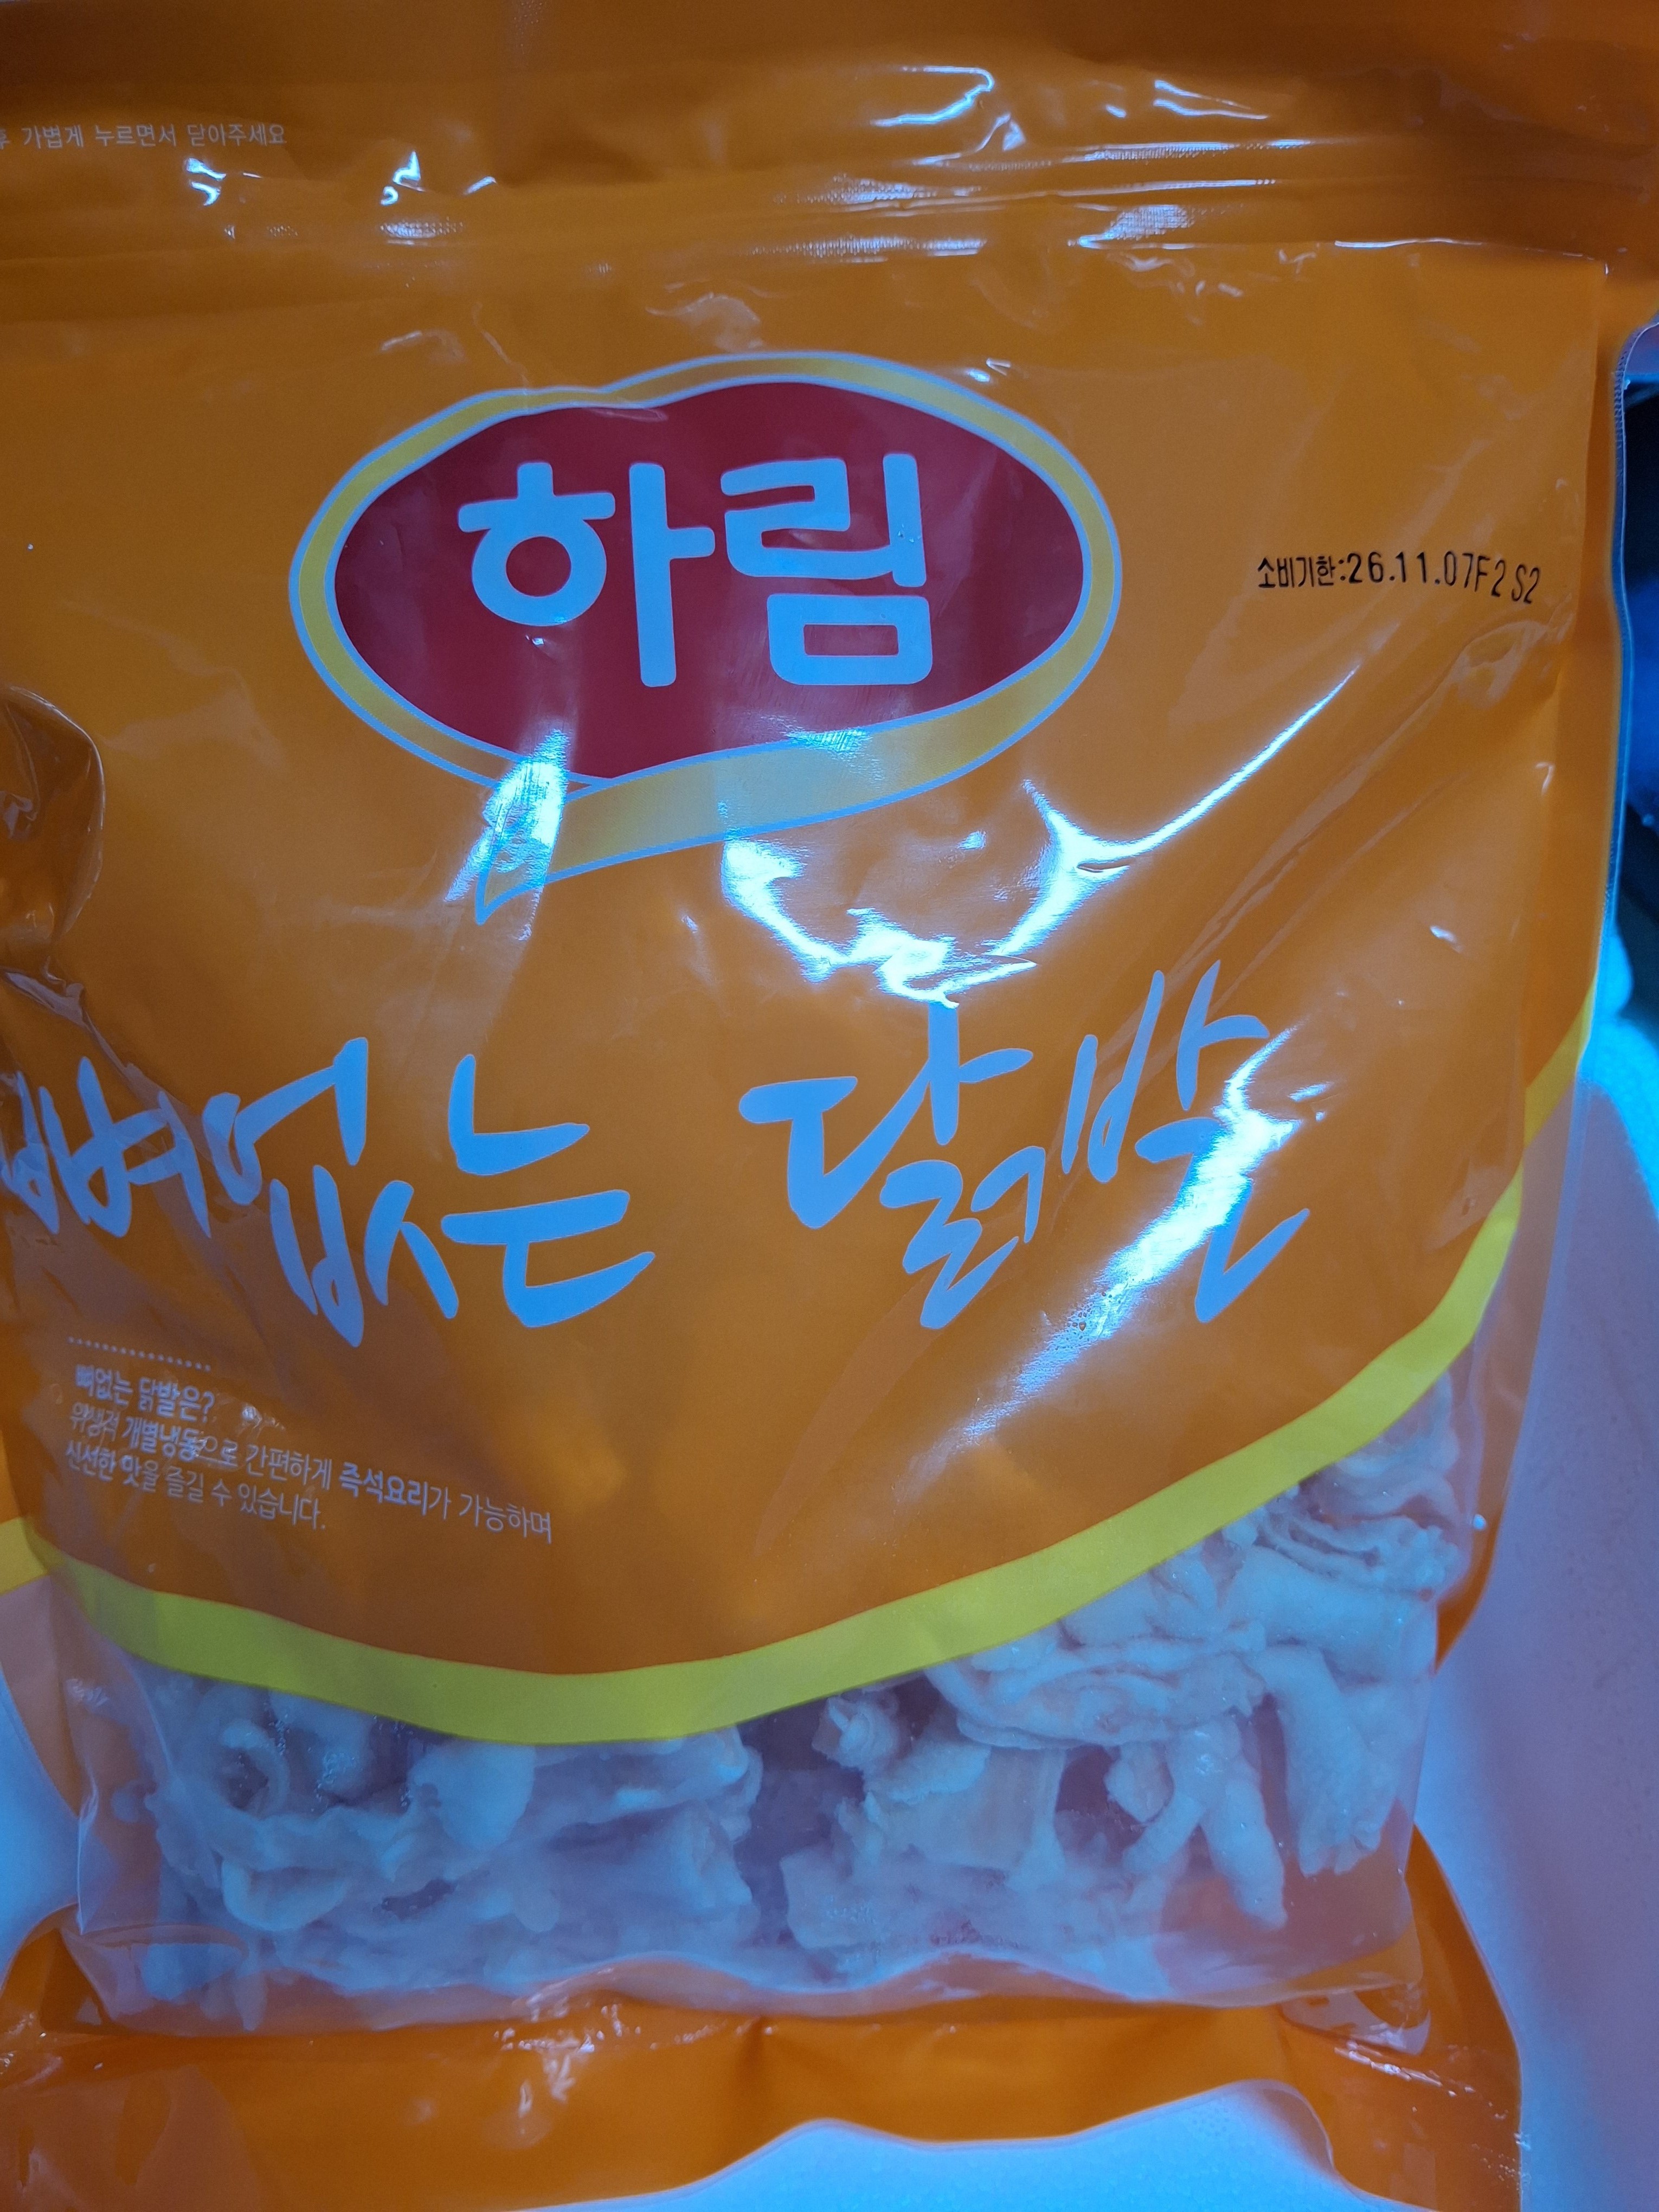 후 가볍게 누르면서 닫아주세요
하림
소비기한:26.11.07F2 S2
뼈없는 닭발
뼈없는 닭발은?
위생적 개별냉동으로 간편하게 즉석요리가 가능하며
신선한 맛을 즐길 수 있습니다.